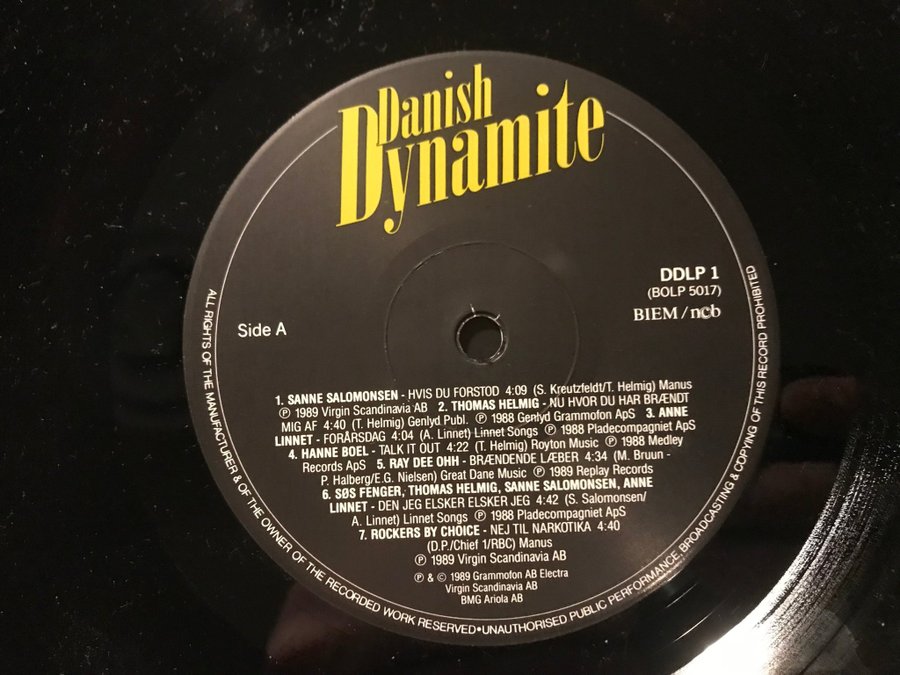 Danish
Dynamite
DDLP 1
(BOLP 5017)
BIEM/ncb
Side A
1. SANNE SALOMONSEN - HVIS DU FORSTOD 4:09 (S. Kreutzfeldt/T. Helmig) Manus
Ⓟ 1989 Virgin Scandinavia AB 2. THOMAS HELMIG - NU HVOR DU HAR BRÆNDT
MIG AF 4:40 (T. Helmig) Genlyd Publ. Ⓟ 1988 Genlyd Grammofon ApS 3. ANNE
LINNET - FORÅRSDAG 4:04 (A. Linnet) Linnet Songs Ⓟ 1988 Pladecompagniet ApS
4. HANNE BOEL - TALK IT OUT 4:22 (T. Helmig) Royton Music Ⓟ 1988 Medley
Records ApS 5. RAY DEE OHH - BRÆNDENDE LÆBER 4:34 (M. Bruun -
P. Halberg/E.G. Nielsen) Great Dane Music Ⓟ 1989 Replay Records
6. SØS FENGER, THOMAS HELMIG, SANNE SALOMONSEN, ANNE
LINNET - DEN JEG ELSKER ELSKER JEG 4:42 (S. Salomonsen/
A. Linnet) Linnet Songs Ⓟ 1988 Pladecompagniet ApS
7. ROCKERS BY CHOICE - NEJ TIL NARKOTIKA 4:40
(D.P./Chief 1/RBC) Manus
Ⓟ 1989 Virgin Scandinavia AB
Ⓟ & © 1989 Grammofon AB Electra
Virgin Scandinavia AB
BMG Ariola AB
ALL RIGHTS OF THE MANUFACTURER & OF THE OWNER OF THE RECORDED WORK RESERVED•UNAUTHORISED PUBLIC PERFORMANCE, BROADCASTING & COPYING OF THIS RECORD PROHIBITED